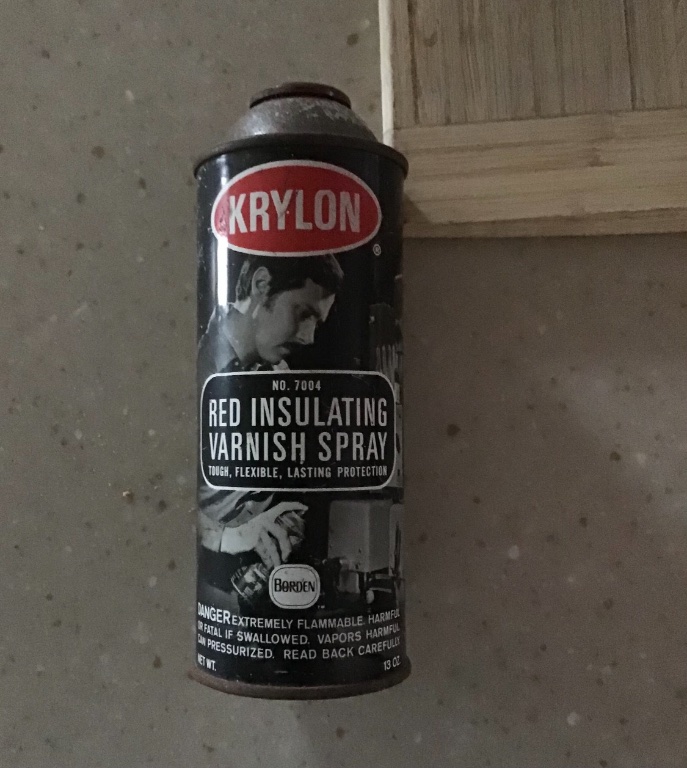 KRYLON
®
NO. 7004
RED INSULATING
VARNISH SPRAY
TOUGH, FLEXIBLE, LASTING PROTECTION
BORDEN
DANGER EXTREMELY FLAMMABLE. HARMFUL
OR FATAL IF SWALLOWED. VAPORS HARMFUL.
CAN PRESSURIZED. READ BACK CAREFULLY.
NET WT. 13 OZ.